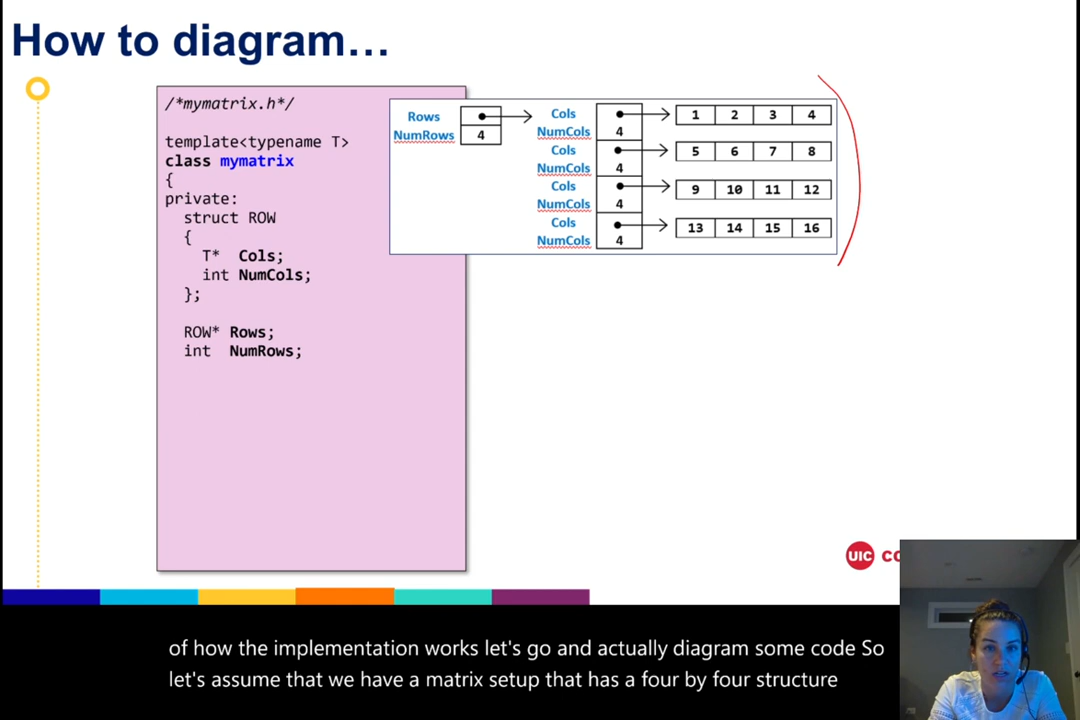 How to diagram...
/*mymatrix.h*/
template<typename T>
class mymatrix
{
private:
struct ROW
{
T* Cols;
int NumCols;
};
ROW* Rows;
int NumRows;
Rows
NumRows 4
Cols 1 2 3 4
NumCols 4
Cols 5 6 7 8
NumCols 4
Cols 9 10 11 12
NumCols 4
Cols 13 14 15 16
NumCols 4
UIC
of how the implementation works let's go and actually diagram some code So
let's assume that we have a matrix setup that has a four by four structure